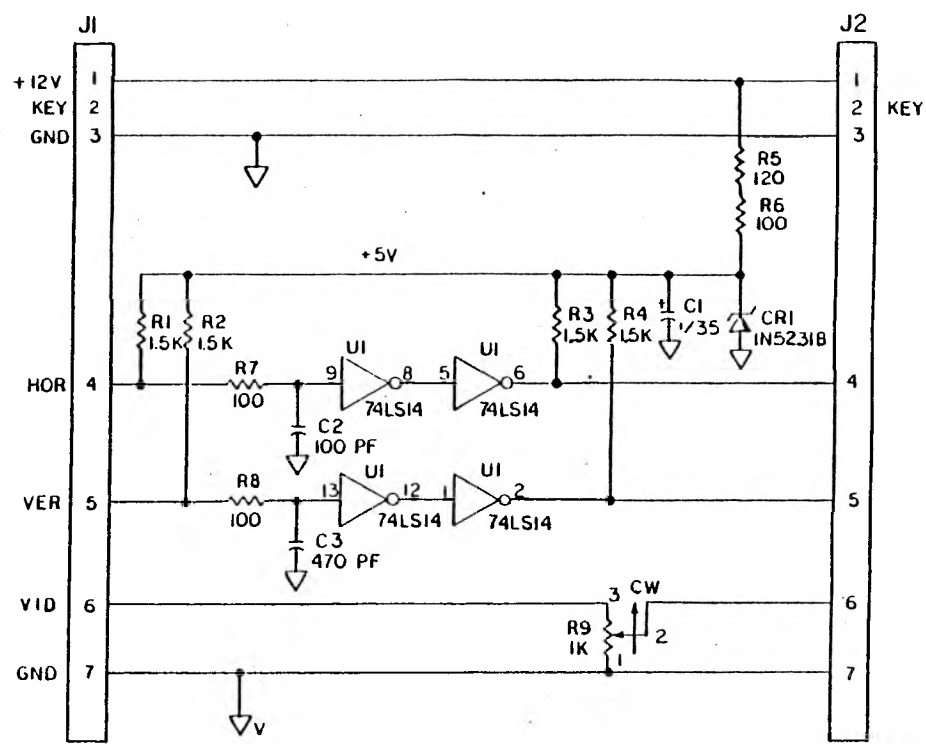 J1
J2
+12V 1
1
KEY 2
2 KEY
GND 3
3
R5
120
R6
100
+5V
R1
1.5K
R2
1.5K
R3
1.5K
R4
1.5K
+
C1
1/35
CR1
1N5231B
HOR 4
R7
100
9 U1 8
74LS14
5 U1 6
74LS14
4
C2
100 PF
VER 5
R8
100
13 U1 12
74LS14
1 U1 2
74LS14
5
C3
470 PF
VID 6
3 CW
6
R9
1K
2
1
GND 7
7
V